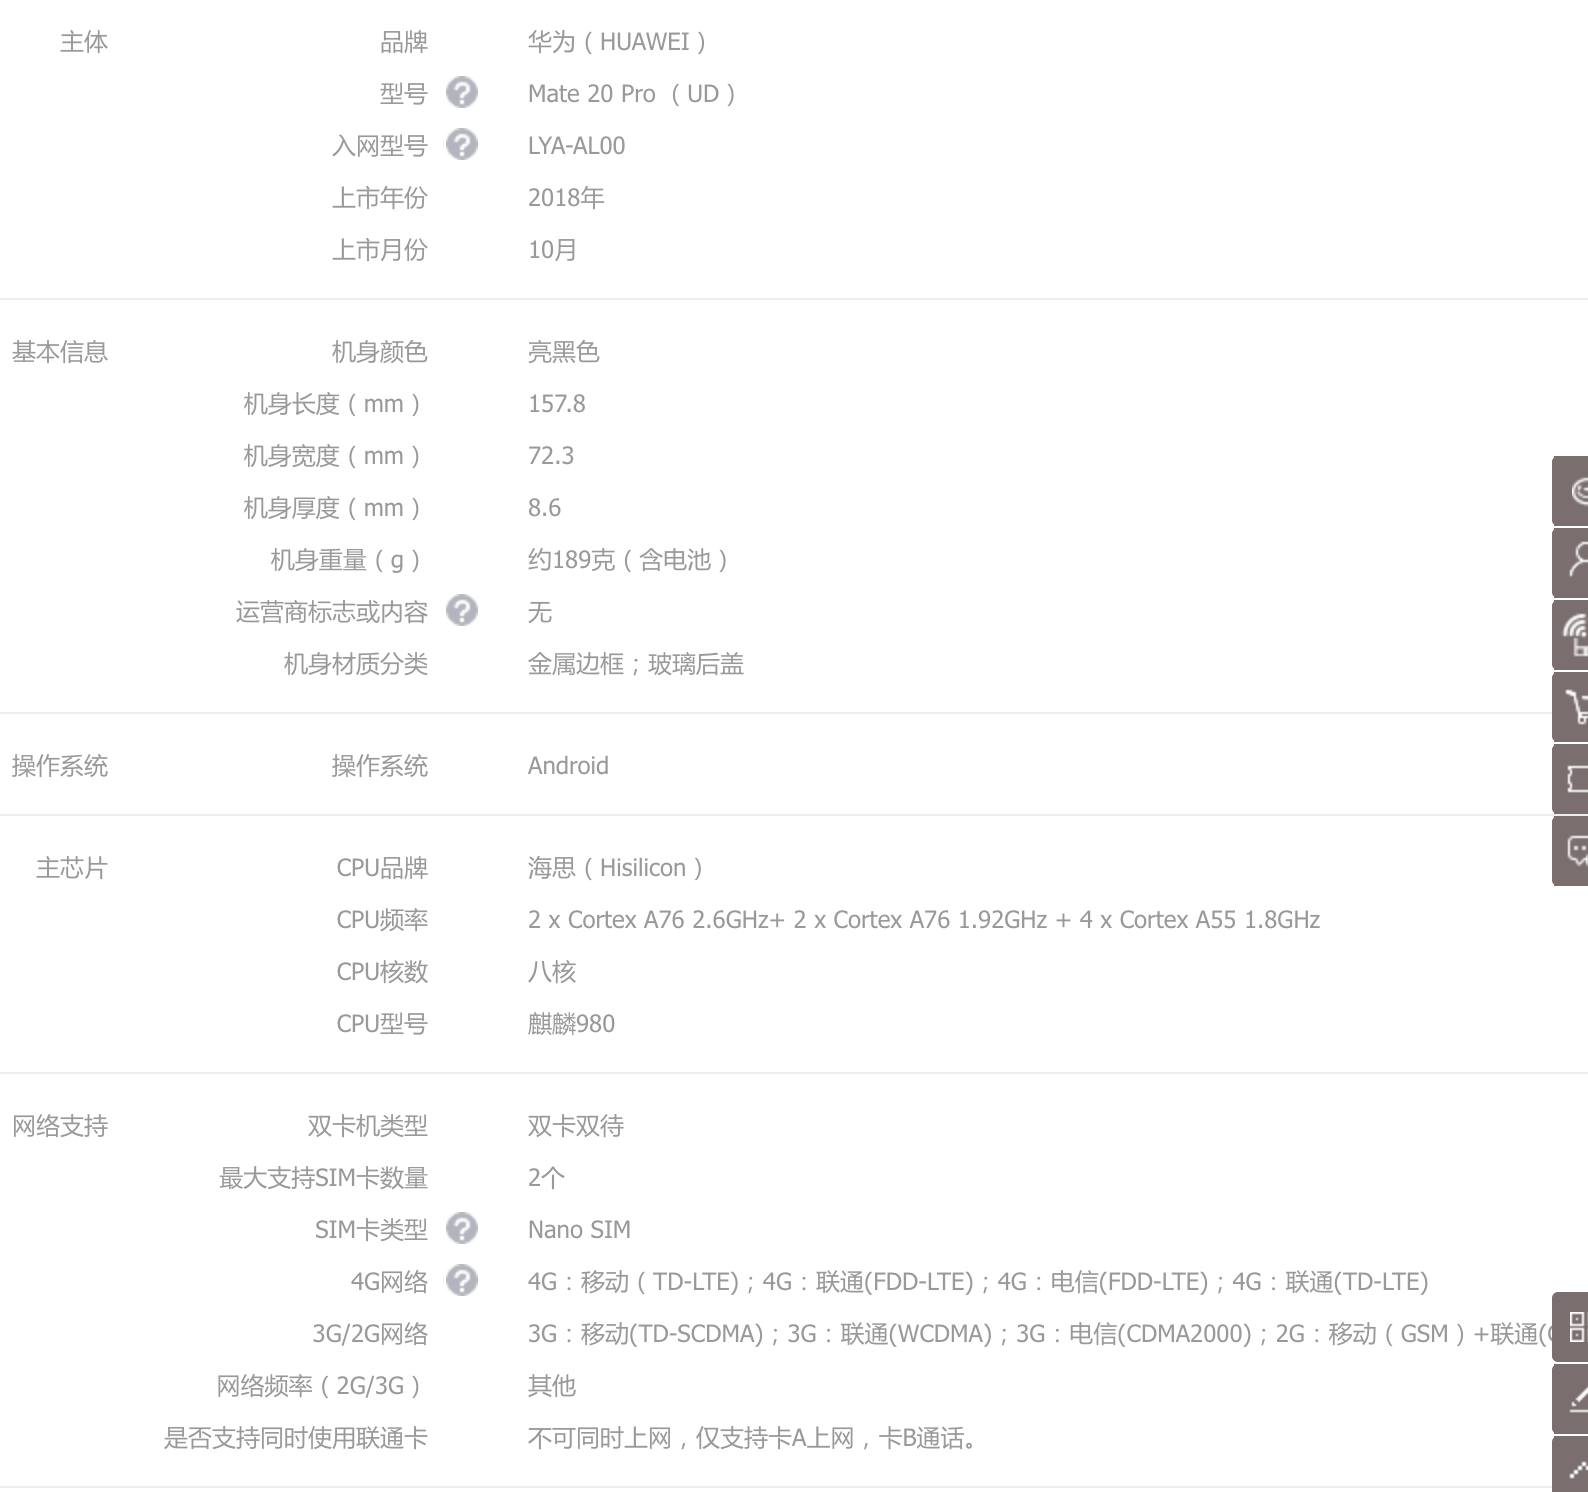 主体 品牌 华为（HUAWEI）
型号 Mate 20 Pro （UD）
入网型号 LYA-AL00
上市年份 2018年
上市月份 10月
基本信息 机身颜色 亮黑色
机身长度（mm） 157.8
机身宽度（mm） 72.3
机身厚度（mm） 8.6
机身重量（g） 约189克（含电池）
运营商标志或内容 无
机身材质分类 金属边框；玻璃后盖
操作系统 操作系统 Android
主芯片 CPU品牌 海思（Hisilicon）
CPU频率 2 x Cortex A76 2.6GHz+ 2 x Cortex A76 1.92GHz + 4 x Cortex A55 1.8GHz
CPU核数 八核
CPU型号 麒麟980
网络支持 双卡机类型 双卡双待
最大支持SIM卡数量 2个
SIM卡类型 Nano SIM
4G网络 4G：移动（TD-LTE)；4G：联通(FDD-LTE)；4G：电信(FDD-LTE)；4G：联通(TD-LTE)
3G/2G网络 3G：移动(TD-SCDMA)；3G：联通(WCDMA)；3G：电信(CDMA2000)；2G：移动（GSM）+联通(
网络频率（2G/3G） 其他
是否支持同时使用联通卡 不可同时上网，仅支持卡A上网，卡B通话。